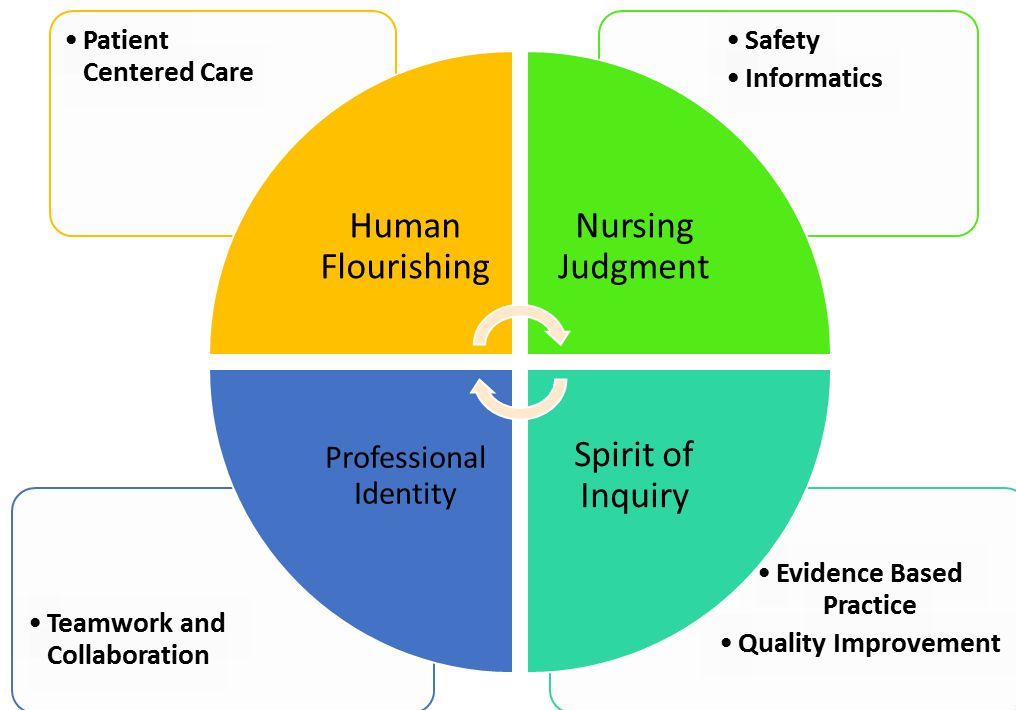 • Patient
Centered Care
• Safety
• Informatics
Human
Flourishing
Nursing
Judgment
Professional
Identity
Spirit of
Inquiry
• Teamwork and
Collaboration
• Evidence Based
Practice
• Quality Improvement